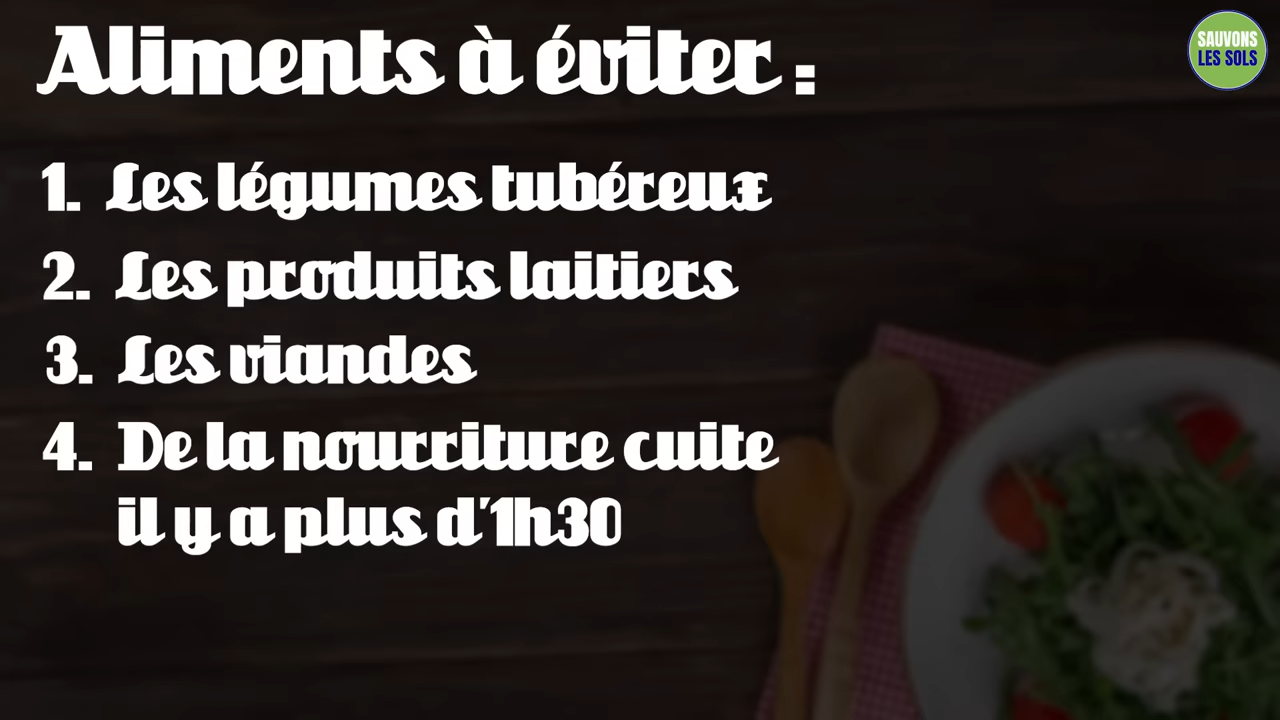 Aliments à éviter :
SAUVONS
LES SOLS
1. Les légumes tubéreux
2. Les produits laitiers
3. Les viandes
4. De la nourriture cuite
il y a plus d'1h30